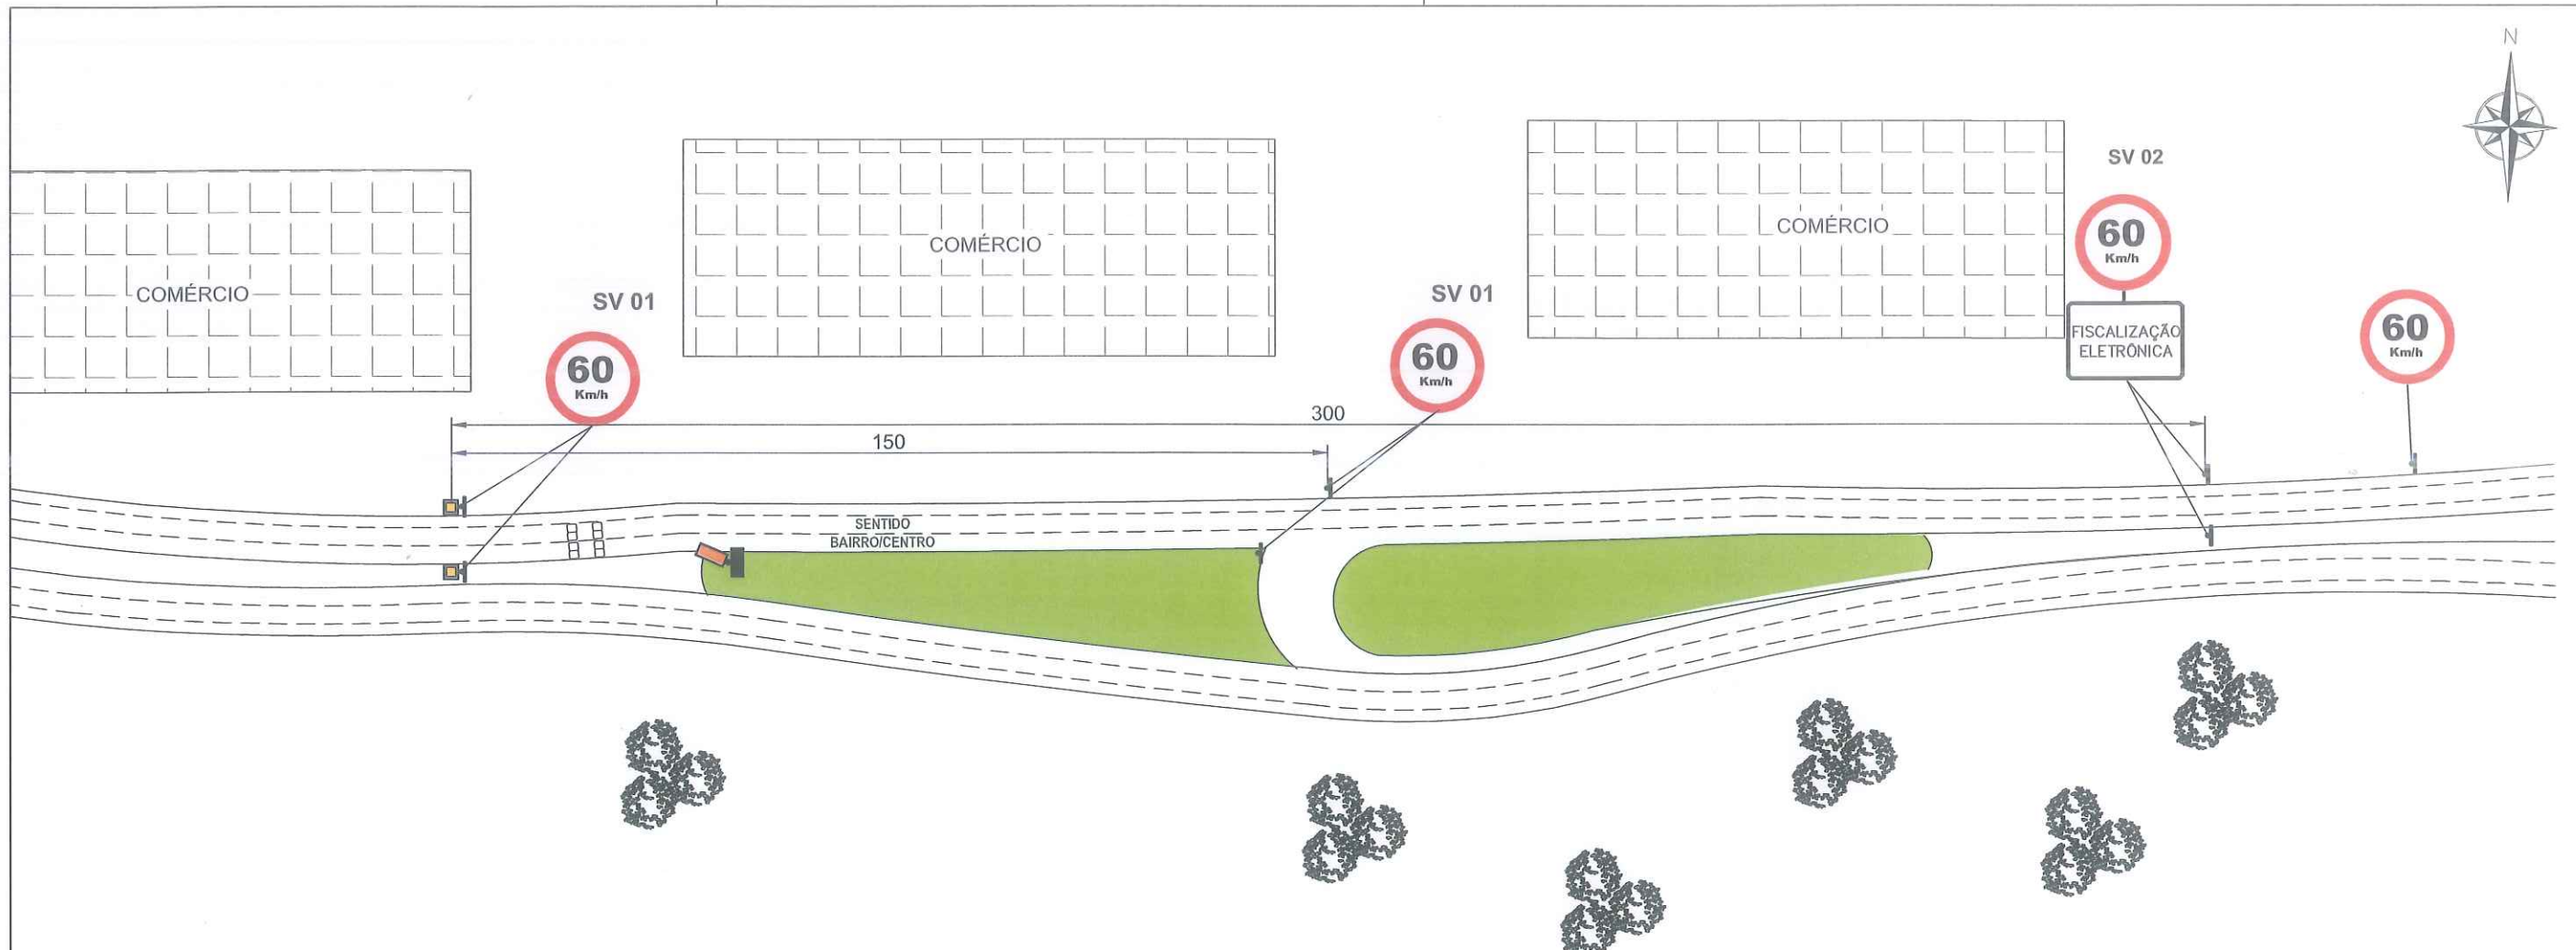 N
SV 02
60
Km/h
FISCALIZAÇÃO
ELETRÔNICA
60
Km/h
COMÉRCIO
COMÉRCIO
COMÉRCIO
SV 01
60
Km/h
SV 01
60
Km/h
300
150
SENTIDO
BAIRRO/CENTRO